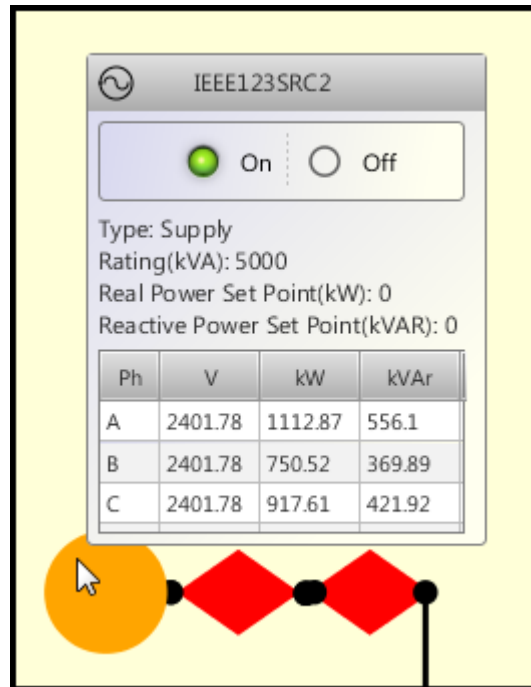 IEEE123SRC2
On Off
Type: Supply
Rating(kVA): 5000
Real Power Set Point(kW): 0
Reactive Power Set Point(kVAR): 0
Ph V kW kVAr
A 2401.78 1112.87 556.1
B 2401.78 750.52 369.89
C 2401.78 917.61 421.92